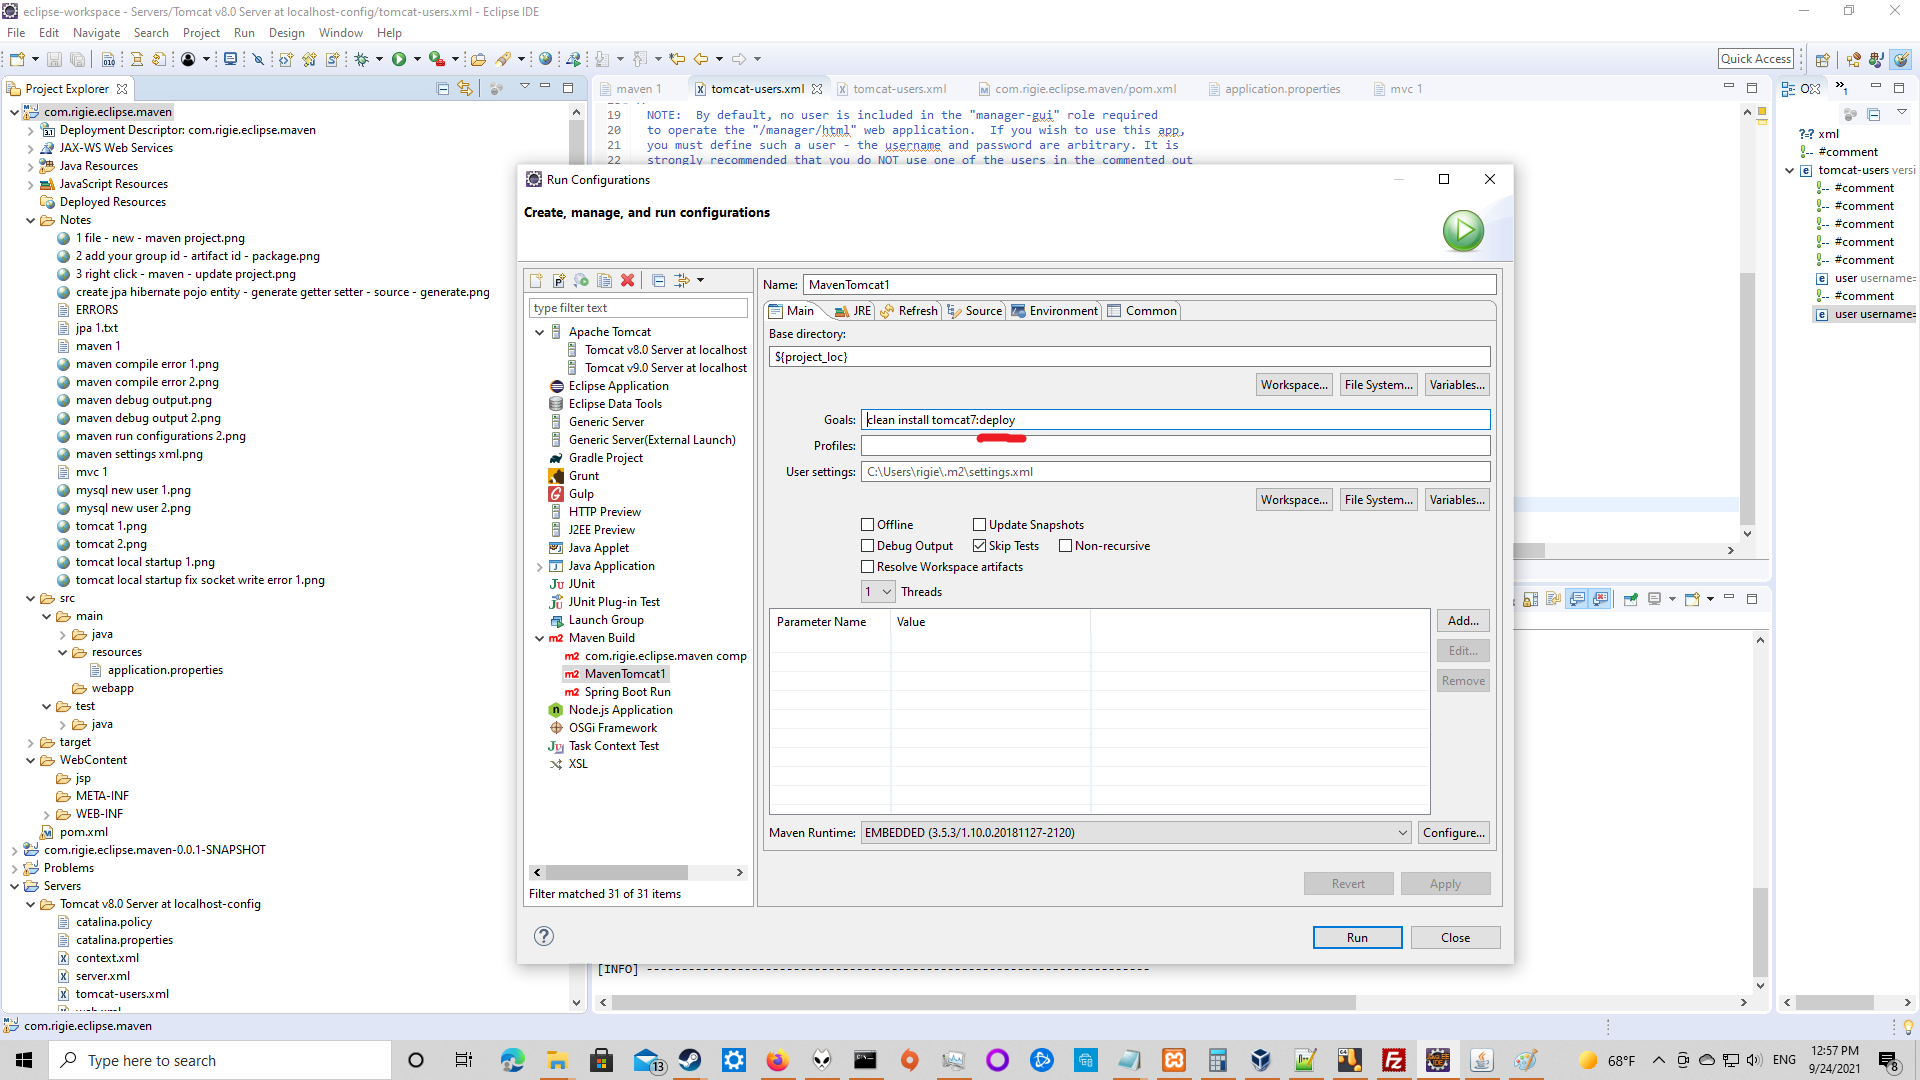 eclipse-workspace - Servers/Tomcat v8.0 Server at localhost-config/tomcat-users.xml - Eclipse IDE
File Edit Navigate Search Project Run Design Window Help
Quick Access
Project Explorer
com.rigie.eclipse.maven
Deployment Descriptor: com.rigie.eclipse.maven
JAX-WS Web Services
Java Resources
JavaScript Resources
Deployed Resources
Notes
1 file - new - maven project.png
2 add your group id - artifact id - package.png
3 right click - maven - update project.png
create jpa hibernate pojo entity - generate getter setter - source - generate.png
ERRORS
jpa 1.txt
maven 1
maven compile error 1.png
maven compile error 2.png
maven debug output.png
maven debug output 2.png
maven run configurations 2.png
maven settings xml.png
mvc 1
mysql new user 1.png
mysql new user 2.png
tomcat 1.png
tomcat 2.png
tomcat local startup 1.png
tomcat local startup fix socket write error 1.png
src
main
java
resources
application.properties
webapp
test
java
target
WebContent
jsp
META-INF
WEB-INF
pom.xml
com.rigie.eclipse.maven-0.0.1-SNAPSHOT
Problems
Servers
Tomcat v8.0 Server at localhost-config
catalina.policy
catalina.properties
context.xml
server.xml
tomcat-users.xml
com.rigie.eclipse.maven
maven 1
tomcat-users.xml
tomcat-users.xml
com.rigie.eclipse.maven/pom.xml
application.properties
mvc 1
19 NOTE: By default, no user is included in the "manager-gui" role required
20 to operate the "/manager/html" web application. If you wish to use this app,
21 you must define such a user - the username and password are arbitrary. It is
22 strongly recommended that you do NOT use one of the users in the commented out
Run Configurations
Create, manage, and run configurations
type filter text
Apache Tomcat
Tomcat v8.0 Server at localhost
Tomcat v9.0 Server at localhost
Eclipse Application
Eclipse Data Tools
Generic Server
Generic Server(External Launch)
Gradle Project
Grunt
Gulp
HTTP Preview
J2EE Preview
Java Applet
Java Application
JUnit
JUnit Plug-in Test
Launch Group
Maven Build
com.rigie.eclipse.maven comp
MavenTomcat1
Spring Boot Run
Node.js Application
OSGi Framework
Task Context Test
XSL
Filter matched 31 of 31 items
Name: MavenTomcat1
Main JRE Refresh Source Environment Common
Base directory:
${project_loc}
Workspace... File System... Variables...
Goals: clean install tomcat7:deploy
Profiles:
User settings: C:\Users\rigie\.m2\settings.xml
Workspace... File System... Variables...
Offline Update Snapshots
Debug Output Skip Tests Non-recursive
Resolve Workspace artifacts
1 Threads
Parameter Name Value
Add...
Edit...
Remove
Maven Runtime: EMBEDDED (3.5.3/1.10.0.20181127-2120) Configure...
Revert Apply
Run Close
[INFO] ------------------------------------------------------------------------
xml
#comment
tomcat-users versi
#comment
#comment
#comment
#comment
#comment
user username=
#comment
user username=
Type here to search
13
68°F
ENG
12:57 PM
9/24/2021
8